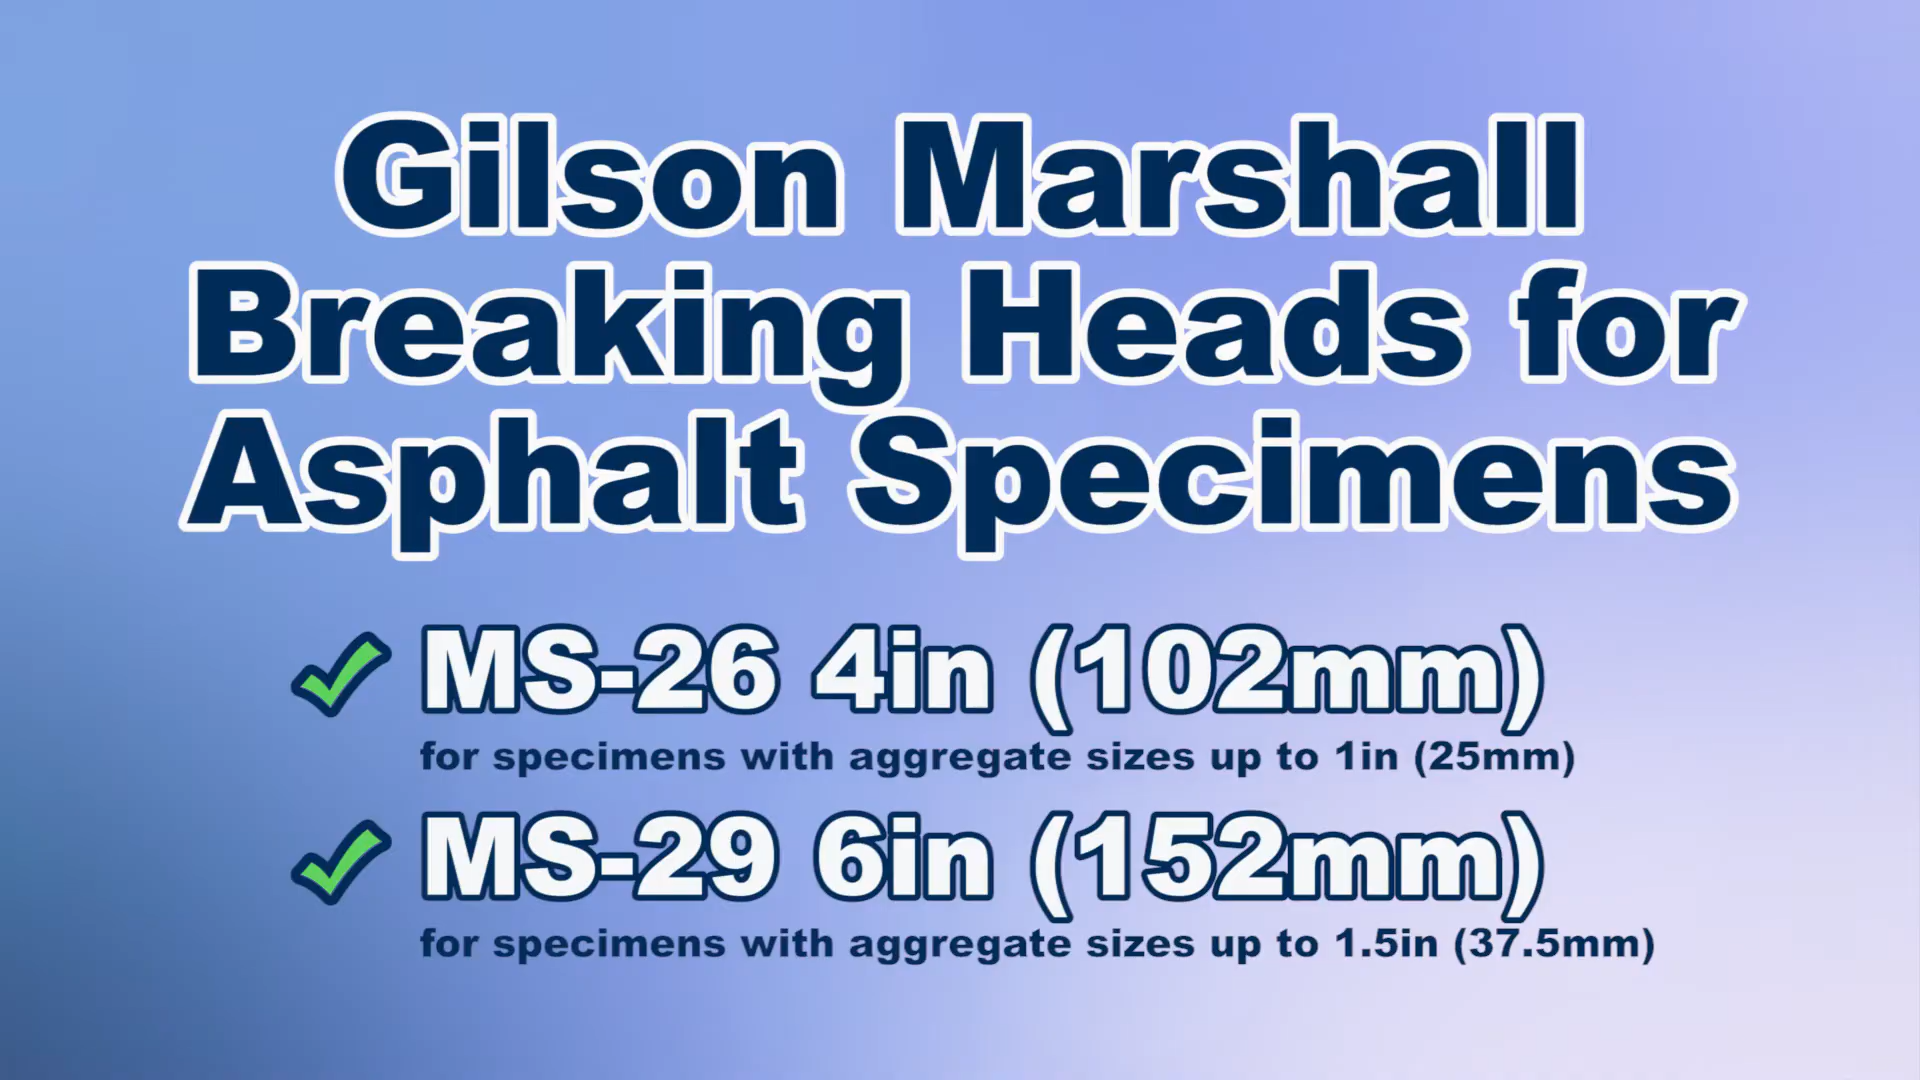 Gilson Marshall
Breaking Heads for
Asphalt Specimens
MS-26 4in (102mm)
for specimens with aggregate sizes up to 1in (25mm)
MS-29 6in (152mm)
for specimens with aggregate sizes up to 1.5in (37.5mm)